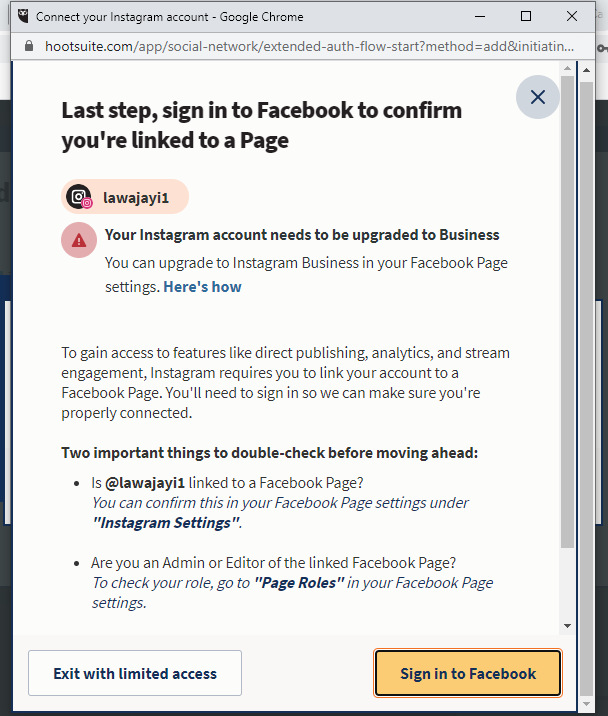 Connect your Instagram account - Google Chrome
hootsuite.com/app/social-network/extended-auth-flow-start?method=add&initiatin...
Last step, sign in to Facebook to confirm
you're linked to a Page
lawajayi1
Your Instagram account needs to be upgraded to Business
You can upgrade to Instagram Business in your Facebook Page
settings. Here's how
To gain access to features like direct publishing, analytics, and stream
engagement, Instagram requires you to link your account to a
Facebook Page. You'll need to sign in so we can make sure you're
properly connected.
Two important things to double-check before moving ahead:
• Is @lawajayi1 linked to a Facebook Page?
You can confirm this in your Facebook Page settings under
"Instagram Settings".
• Are you an Admin or Editor of the linked Facebook Page?
To check your role, go to "Page Roles" in your Facebook Page
settings.
Exit with limited access
Sign in to Facebook